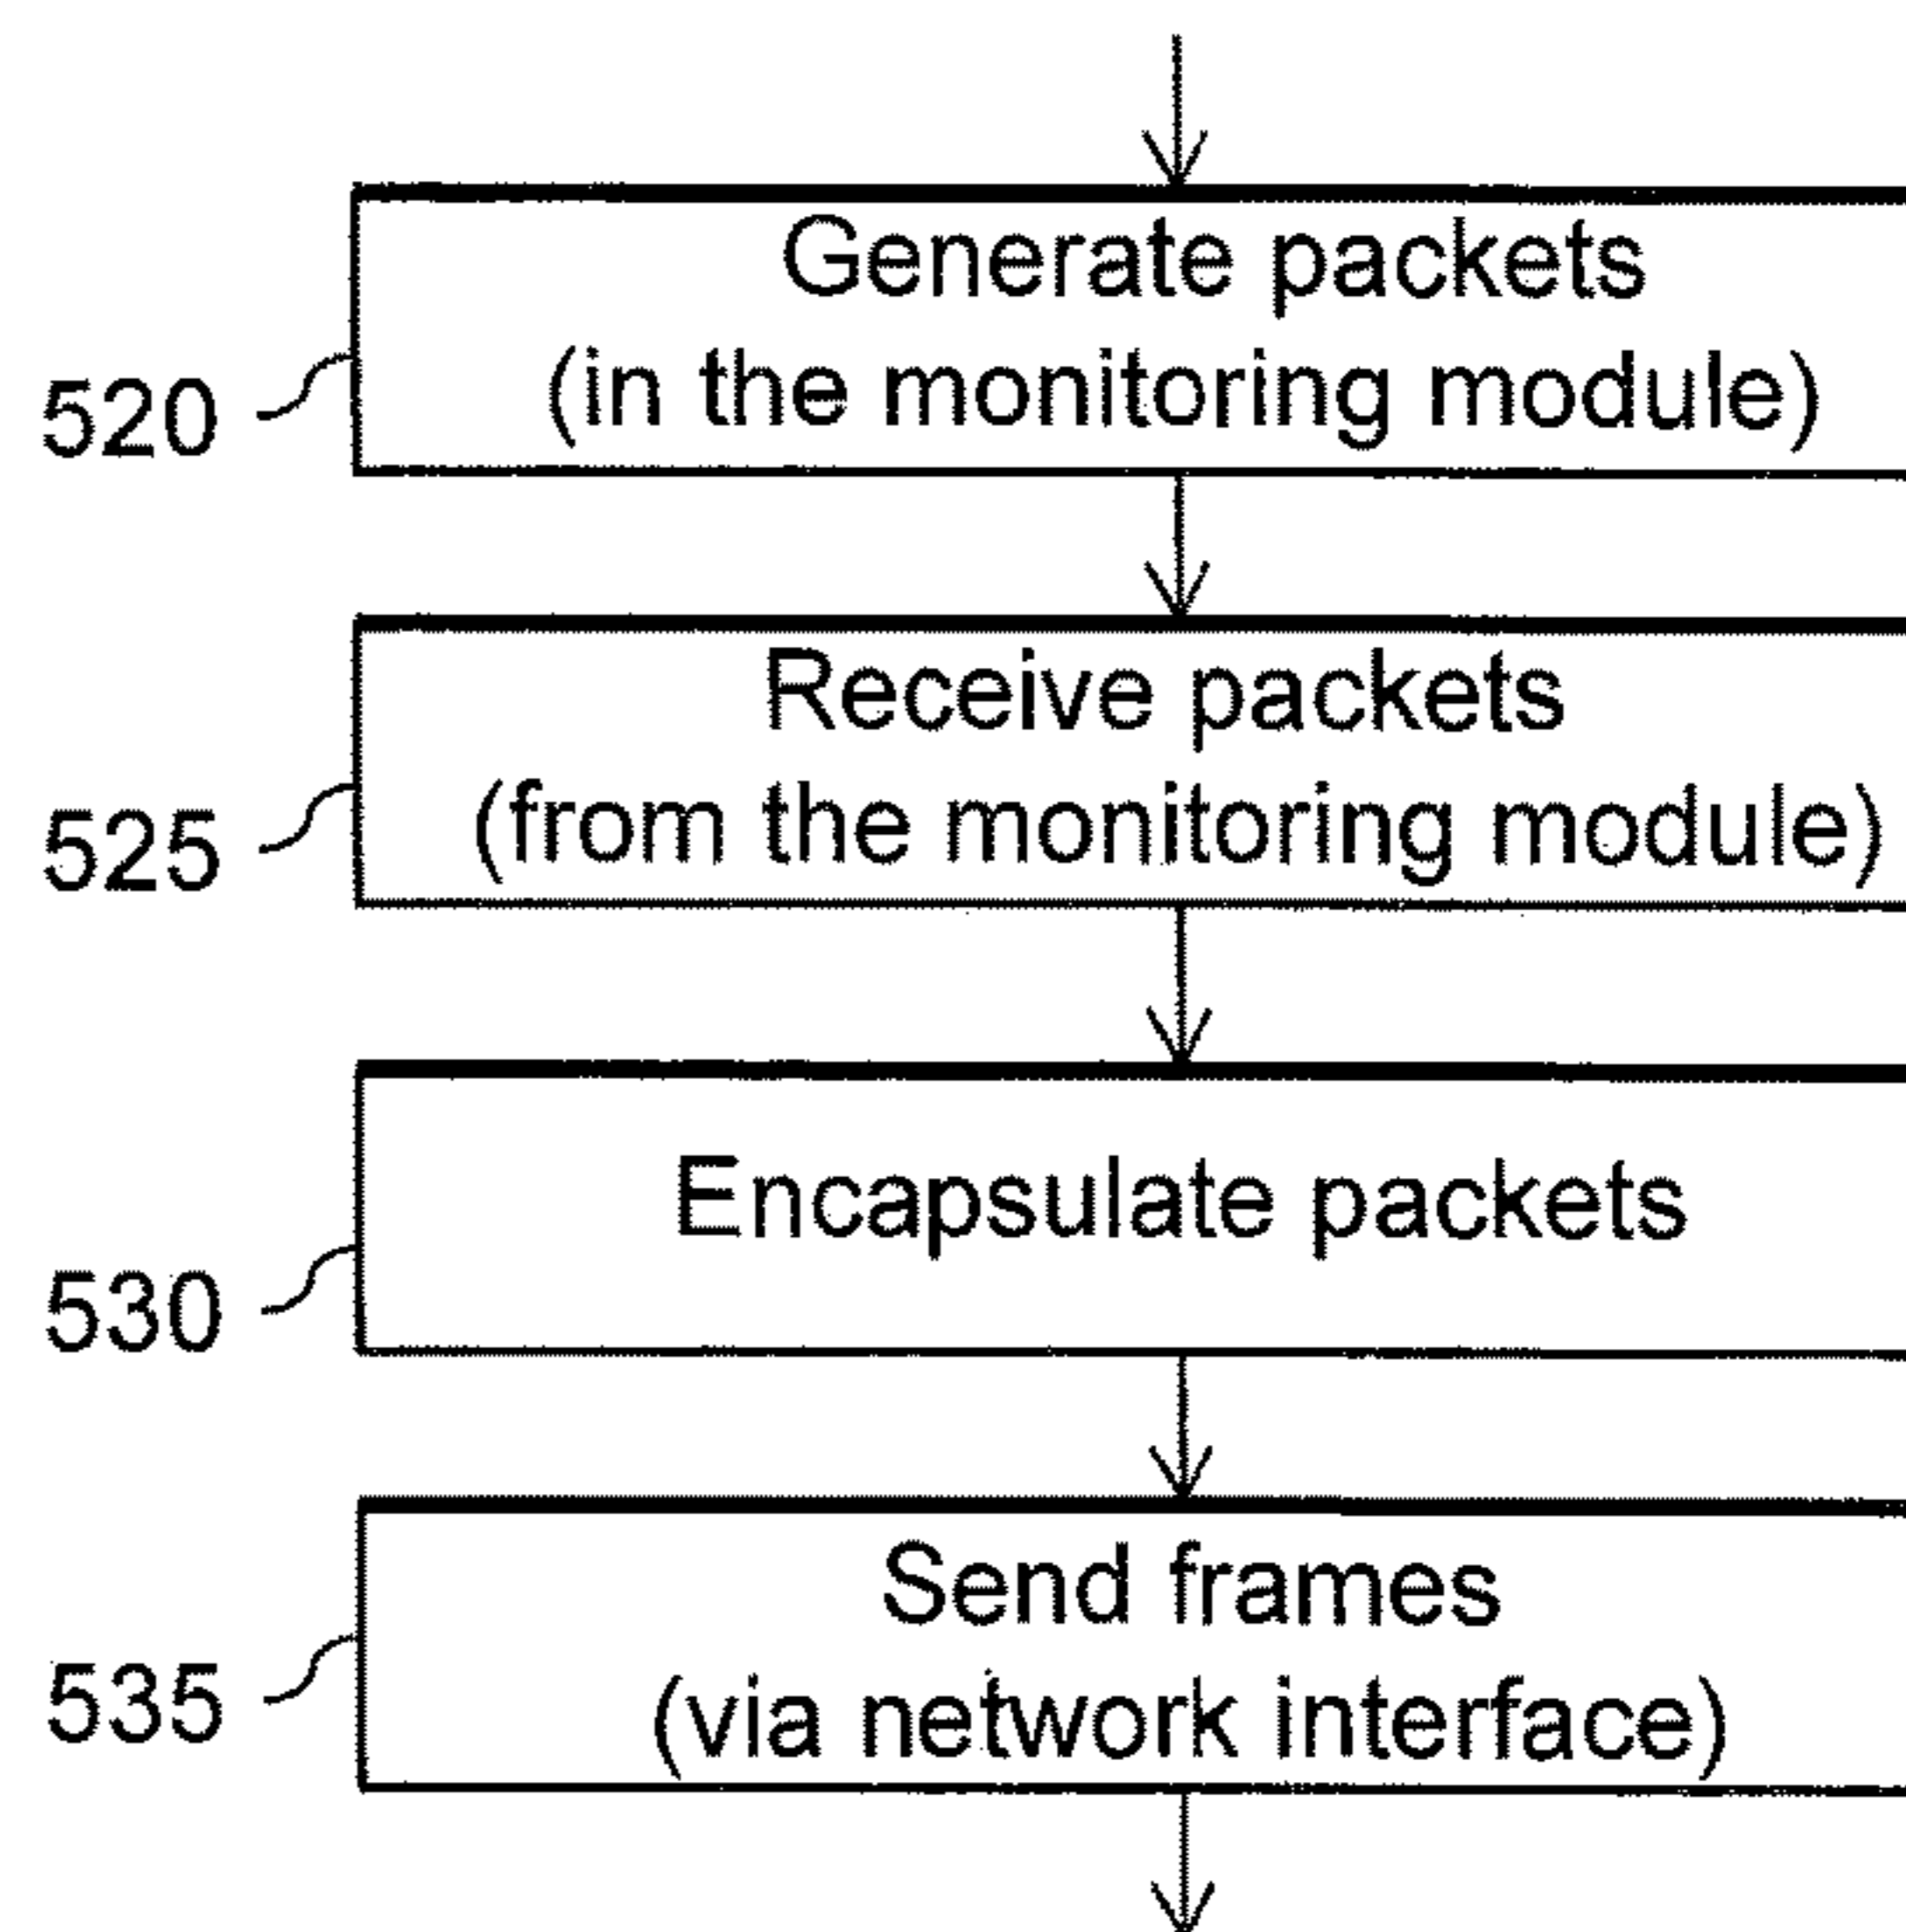 Generate packets
(in the monitoring module)
520
Receive packets
(from the monitoring module)
525
Encapsulate packets
530
Send frames
(via network interface)
535